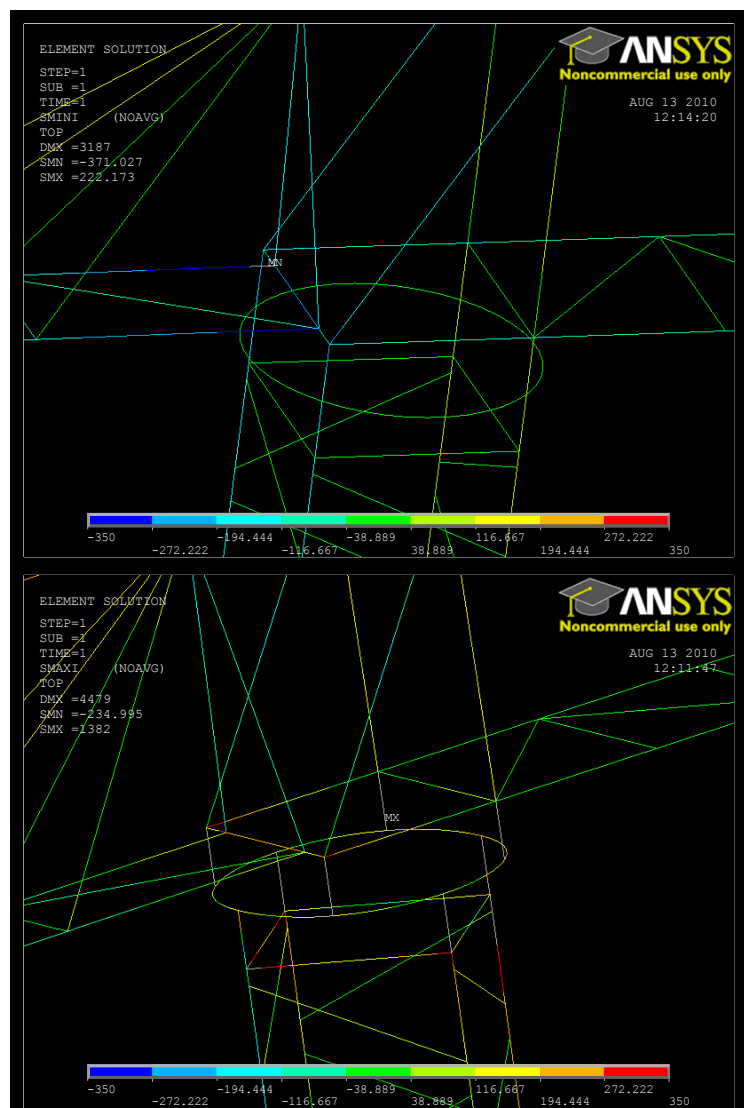 ELEMENT SOLUTION
STEP=1
SUB =1
TIME=1
SMINI (NOAVG)
TOP
DMX =3187
SMN =-371.027
SMX =222.173
ANSYS
Noncommercial use only
AUG 13 2010
12:14:20
MN
-350 -194.444 -38.889 116.667 272.222
-272.222 -116.667 38.889 194.444 350
ELEMENT SOLUTION
STEP=1
SUB =1
TIME=1
SMAXI (NOAVG)
TOP
DMX =4479
SMN =-234.995
SMX =1382
ANSYS
Noncommercial use only
AUG 13 2010
12:11:47
MX
-350 -194.444 -38.889 116.667 272.222
-272.222 -116.667 38.889 194.444 350